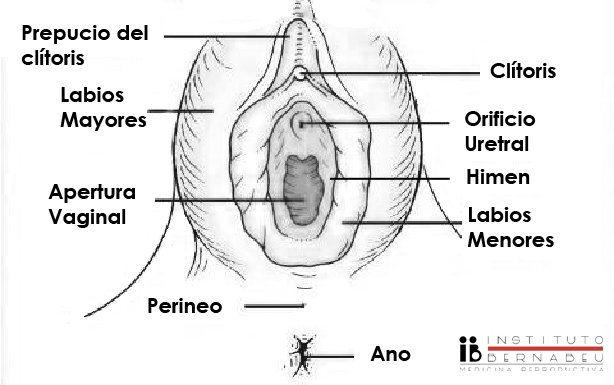 Prepucio del
clítoris
Clítoris
Labios
Mayores
Orificio
Uretral
Himen
Apertura
Vaginal
Labios
Menores
Perineo
Ano
INSTITUTO
BERNABEU
MEDICINA REPRODUCTIVA